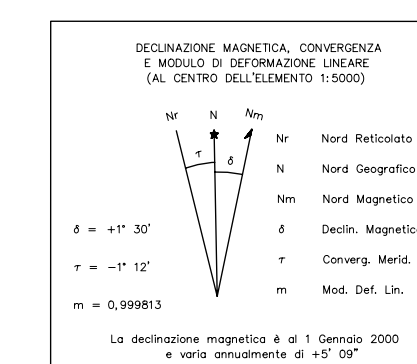 DECLINAZIONE MAGNETICA, CONVERGENZA
E MODULO DI DEFORMAZIONE LINEARE
(AL CENTRO DELL'ELEMENTO 1:5000)
Nr N Nm
τ δ
Nr Nord Reticolato
N Nord Geografico
Nm Nord Magnetico
δ Declin. Magnetic
τ Converg. Merid.
m Mod. Def. Lin.
δ = +1° 30'
τ = −1° 12'
m = 0,999813
La declinazione magnetica è al 1 Gennaio 2000
e varia annualmente di +5' 09"